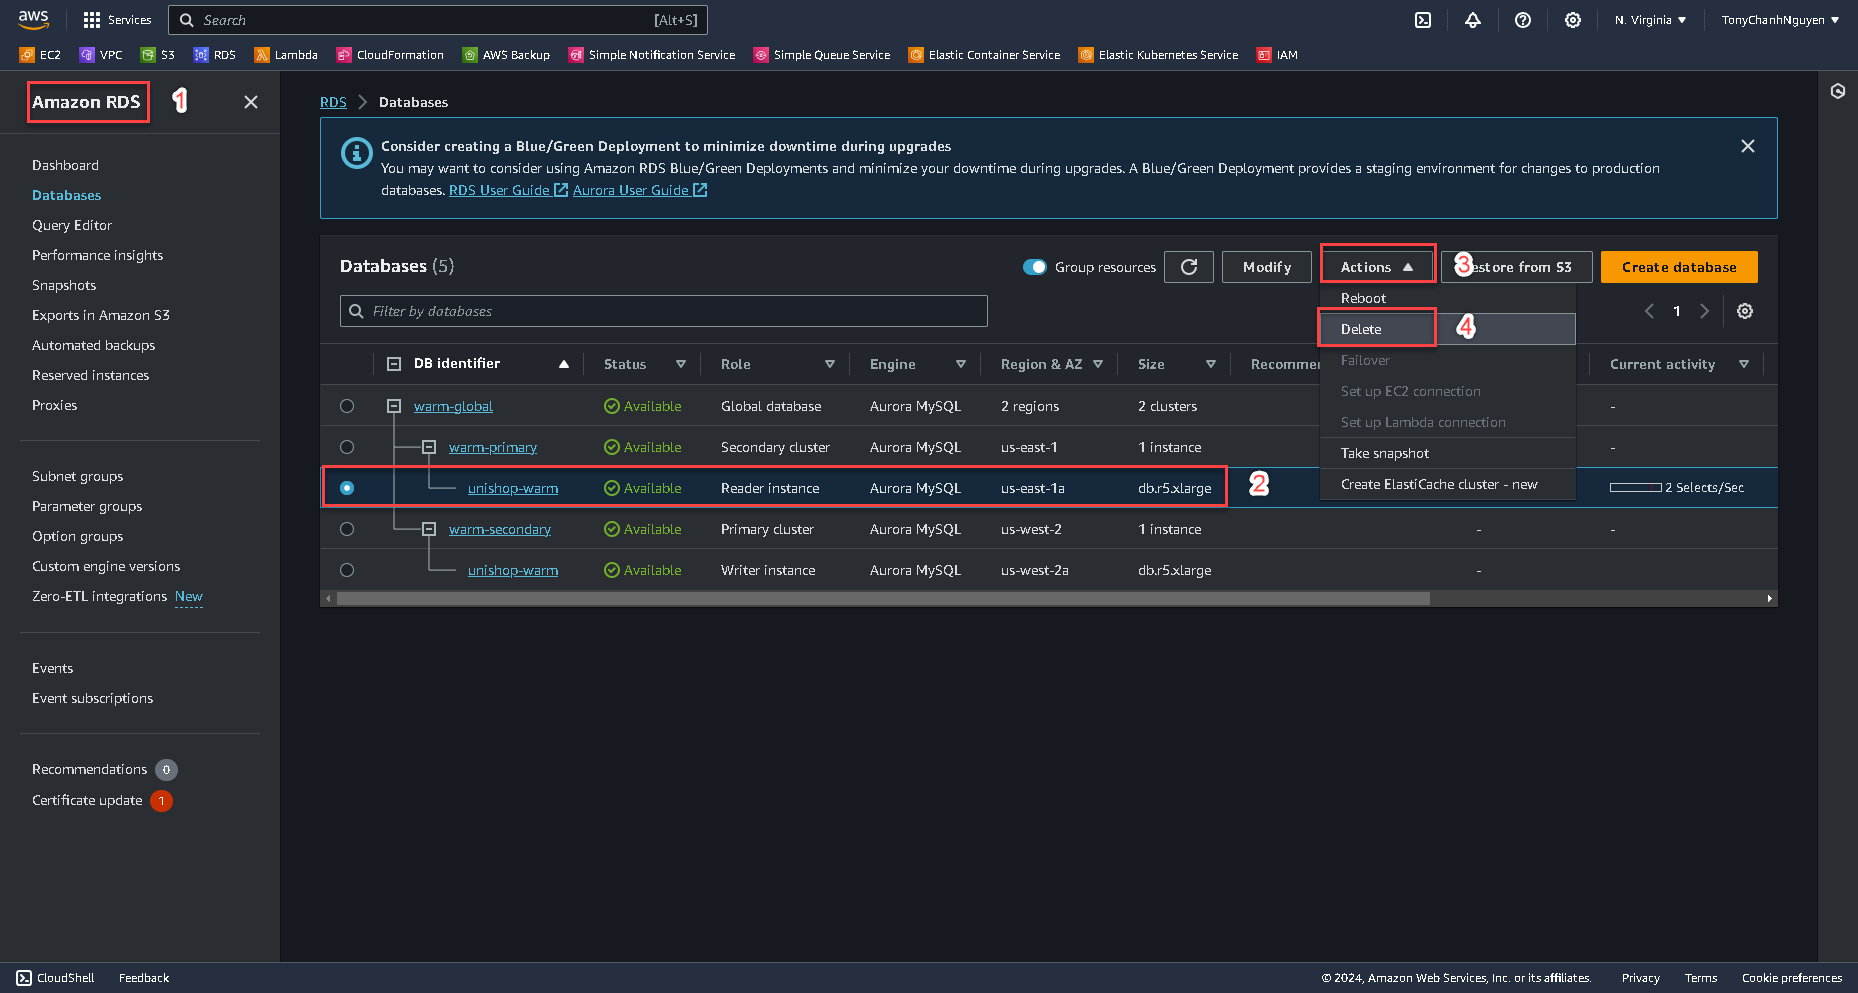 aws
Services
Search
[Alt+S]
N. Virginia
TonyChanhNguyen
EC2
VPC
S3
RDS
Lambda
CloudFormation
AWS Backup
Simple Notification Service
Simple Queue Service
Elastic Container Service
Elastic Kubernetes Service
IAM
Amazon RDS
1
Dashboard
Databases
Query Editor
Performance insights
Snapshots
Exports in Amazon S3
Automated backups
Reserved instances
Proxies
Subnet groups
Parameter groups
Option groups
Custom engine versions
Zero-ETL integrations New
Events
Event subscriptions
Recommendations 0
Certificate update 1
RDS
Databases
Consider creating a Blue/Green Deployment to minimize downtime during upgrades
You may want to consider using Amazon RDS Blue/Green Deployments and minimize your downtime during upgrades. A Blue/Green Deployment provides a staging environment for changes to production
databases. RDS User Guide Aurora User Guide
Databases (5)
Group resources
Modify
Actions
3
store from S3
Create database
Filter by databases
1
Reboot
Delete
4
Failover
Set up EC2 connection
Set up Lambda connection
Take snapshot
Create ElastiCache cluster - new
DB identifier Status Role Engine Region & AZ Size Recommen Current activity
warm-global Available Global database Aurora MySQL 2 regions 2 clusters -
warm-primary Available Secondary cluster Aurora MySQL us-east-1 1 instance -
unishop-warm Available Reader instance Aurora MySQL us-east-1a db.r5.xlarge 2 2 Selects/Sec
warm-secondary Available Primary cluster Aurora MySQL us-west-2 1 instance - -
unishop-warm Available Writer instance Aurora MySQL us-west-2a db.r5.xlarge -
CloudShell
Feedback
© 2024, Amazon Web Services, Inc. or its affiliates.
Privacy
Terms
Cookie preferences